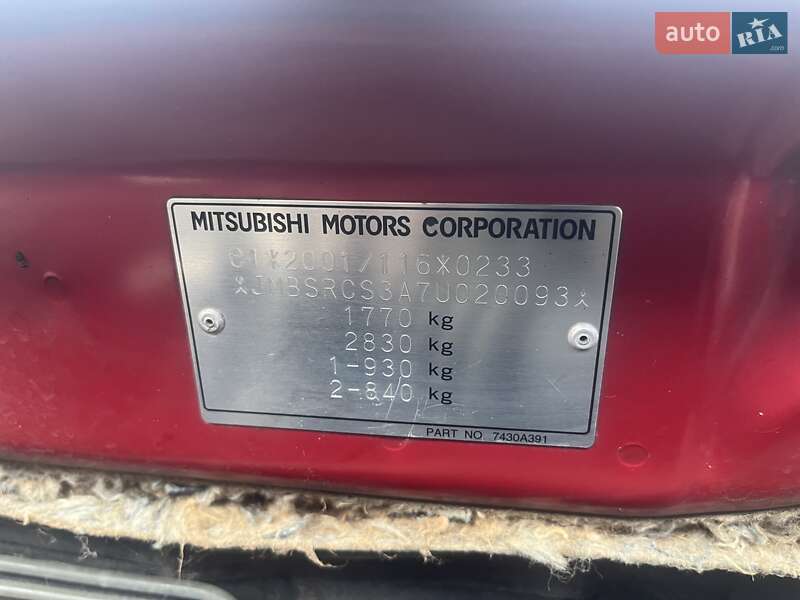 auto RIA
MITSUBISHI MOTORS CORPORATION
e1*2001/116*0233
*JMBSRCS3A7U020093*
1770 kg
2830 kg
1-930 kg
2-840 kg
PART NO. 7430A391